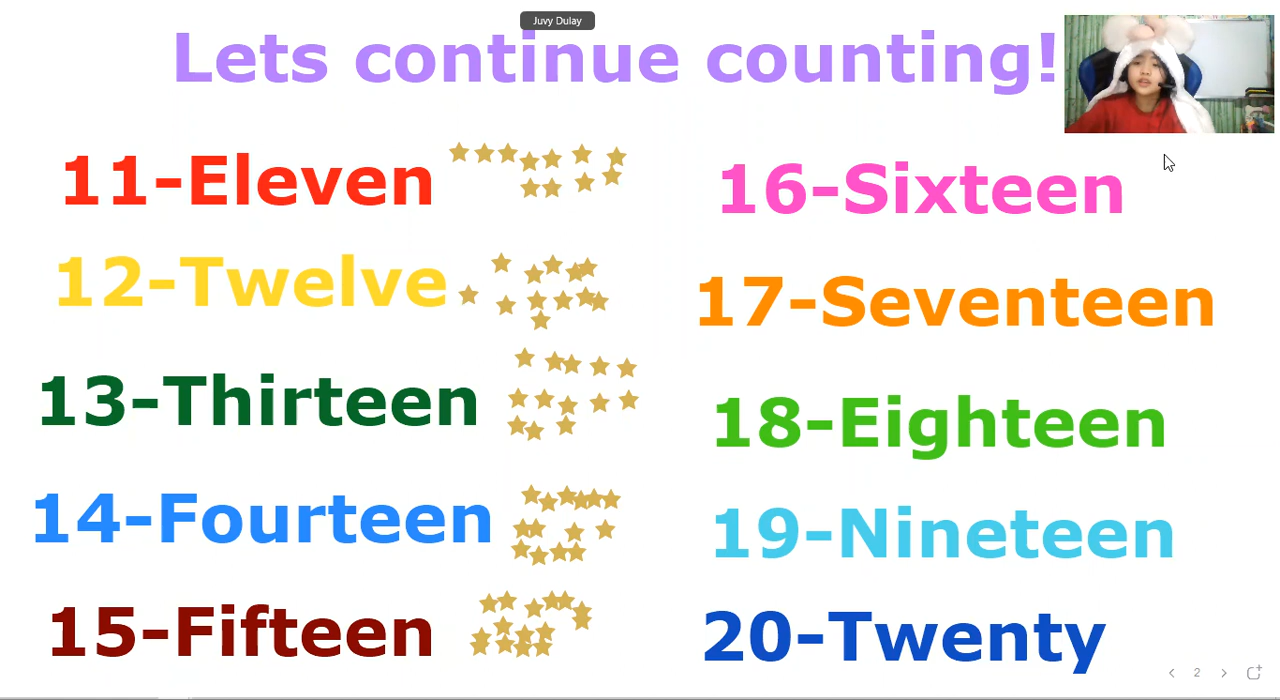 Juvy Dulay
Lets continue counting!
11-Eleven
12-Twelve
13-Thirteen
14-Fourteen
15-Fifteen
16-Sixteen
17-Seventeen
18-Eighteen
19-Nineteen
20-Twenty
2